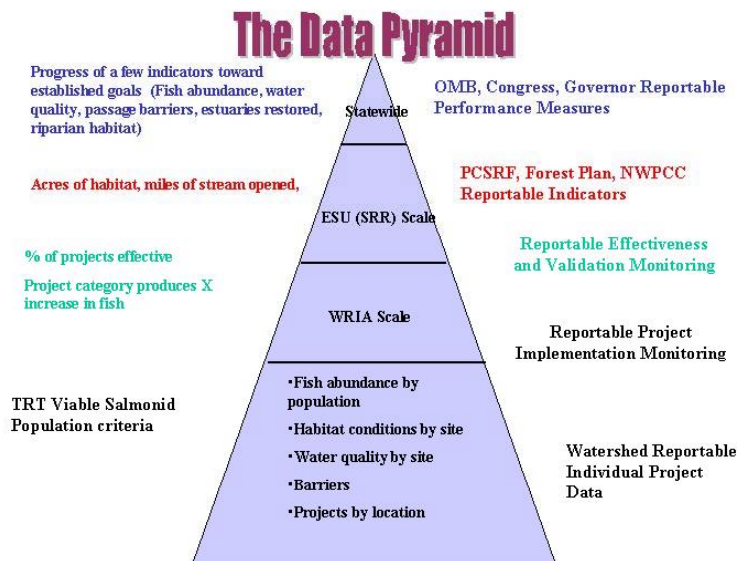 The Data Pyramid
Progress of a few indicators toward
established goals (Fish abundance, water
quality, passage barriers, estuaries restored,
riparian habitat)
OMB, Congress, Governor Reportable
Performance Measures
Statewide
Acres of habitat, miles of stream opened,
PCSRF, Forest Plan, NWPCC
Reportable Indicators
ESU (SRR) Scale
% of projects effective
Project category produces X
increase in fish
Reportable Effectiveness
and Validation Monitoring
WRIA Scale
Reportable Project
Implementation Monitoring
TRT Viable Salmonid
Population criteria
•Fish abundance by
population
•Habitat conditions by site
•Water quality by site
•Barriers
•Projects by location
Watershed Reportable
Individual Project
Data